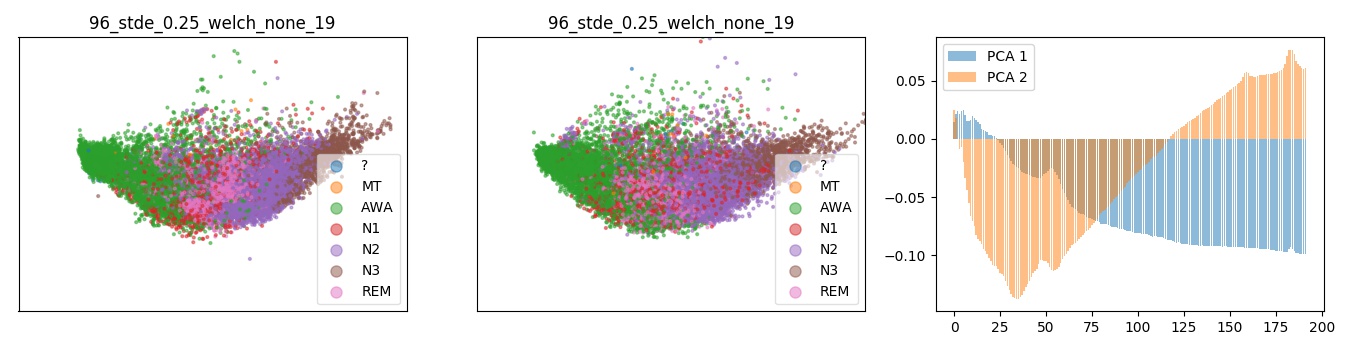 96_stde_0.25_welch_none_19
?
MT
AWA
N1
N2
N3
REM
96_stde_0.25_welch_none_19
?
MT
AWA
N1
N2
N3
REM
PCA 1
PCA 2
0.05
0.00
−0.05
−0.10
0 25 50 75 100 125 150 175 200